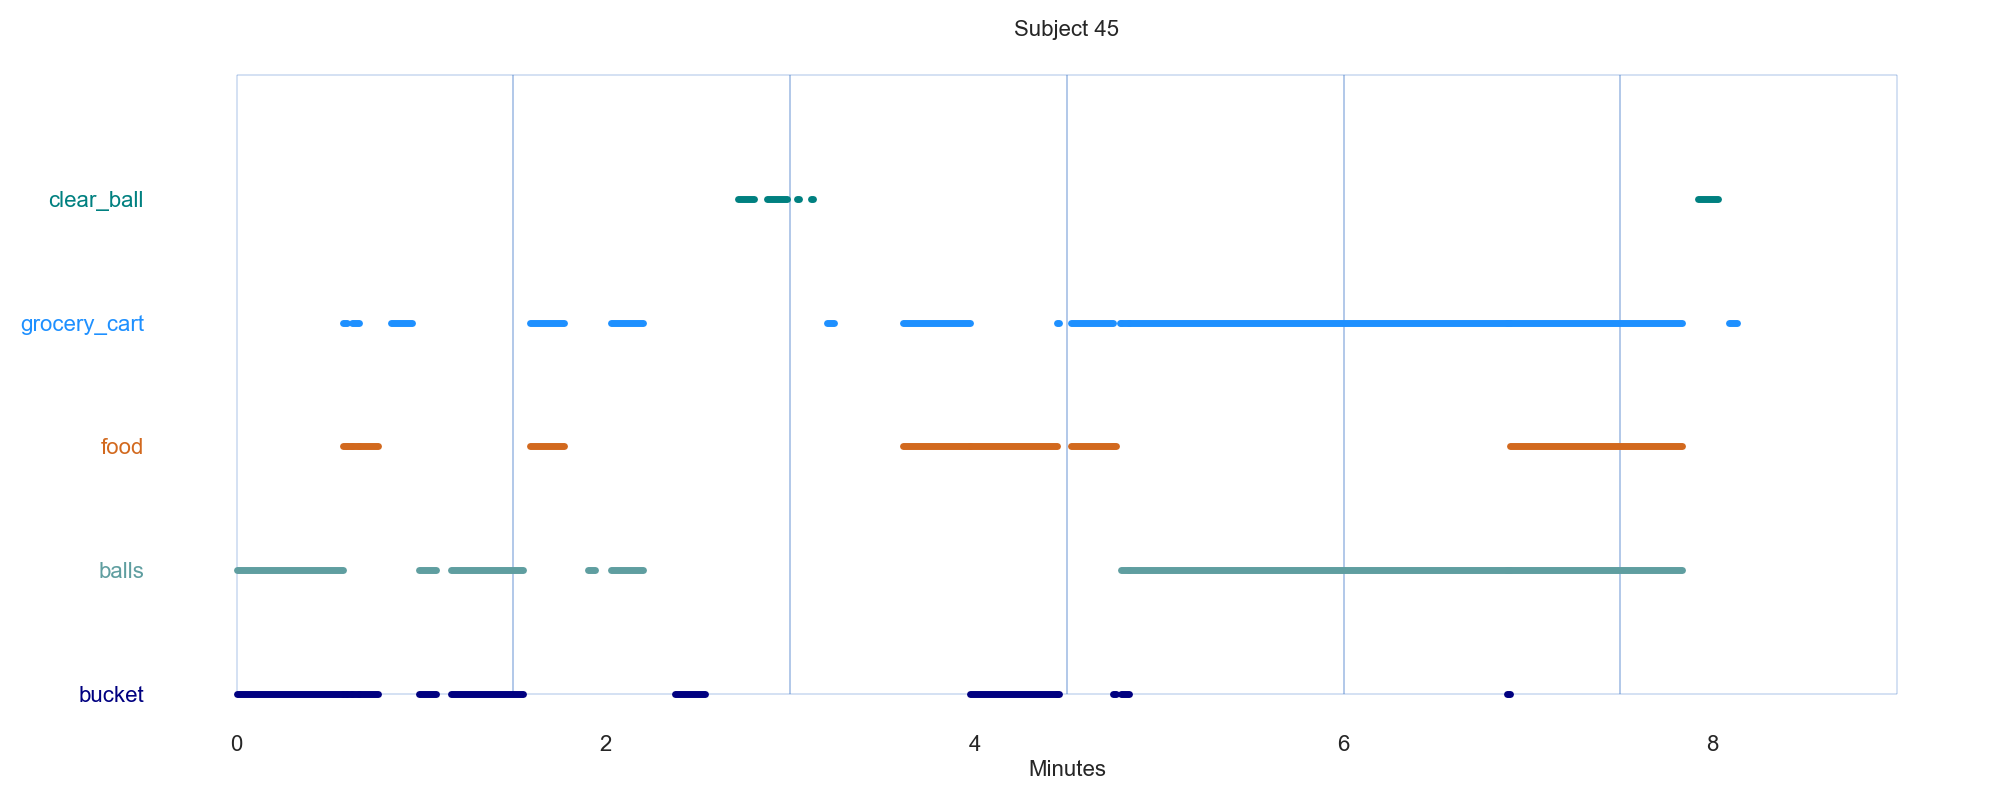 Subject 45
clear_ball
grocery_cart
food
balls
bucket
0 2 4 6 8
Minutes